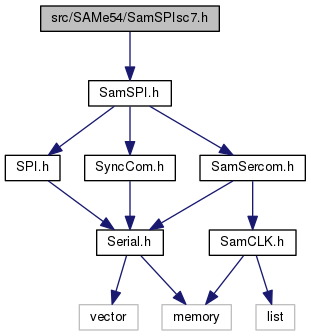 src/SAMe54/SamSPIsc7.h
SamSPI.h
SPI.h
SyncCom.h
SamSercom.h
Serial.h
SamCLK.h
vector
memory
list